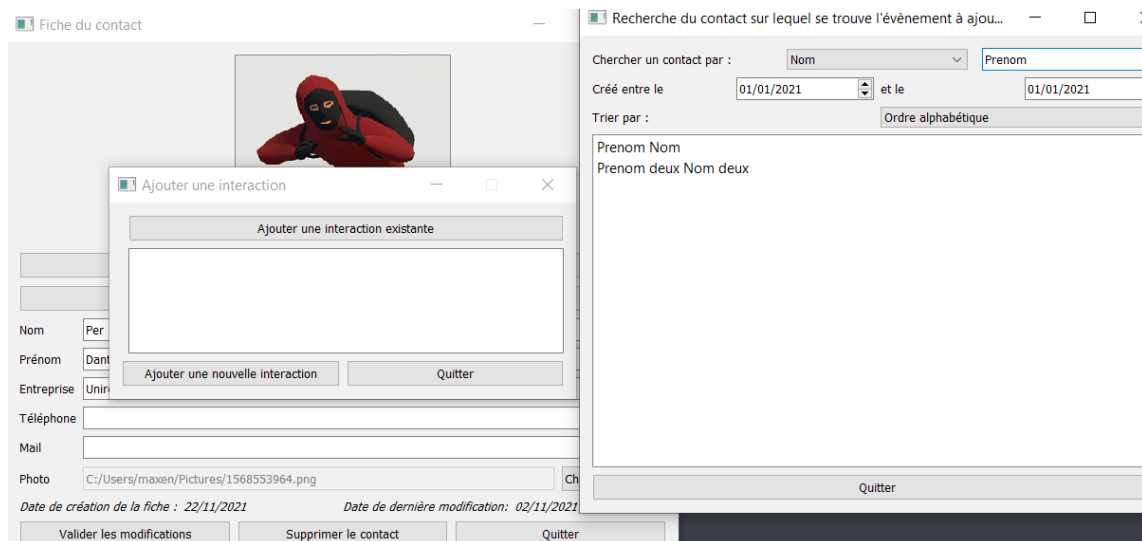 Fiche du contact
Nom
Per
Prénom
Dant
Entreprise
Téléphone
Mail
Photo
C:/Users/maxen/Pictures/1568553964.png
Ch
Date de création de la fiche : 22/11/2021
Date de dernière modification: 02/11/2021
Valider les modifications
Supprimer le contact
Quitter
Ajouter une interaction
Ajouter une interaction existante
Ajouter une nouvelle interaction
Quitter
Recherche du contact sur lequel se trouve l'évènement à ajou...
Chercher un contact par :
Nom
Prenom
Créé entre le
01/01/2021
et le
01/01/2021
Trier par :
Ordre alphabétique
Prenom Nom
Prenom deux Nom deux
Quitter